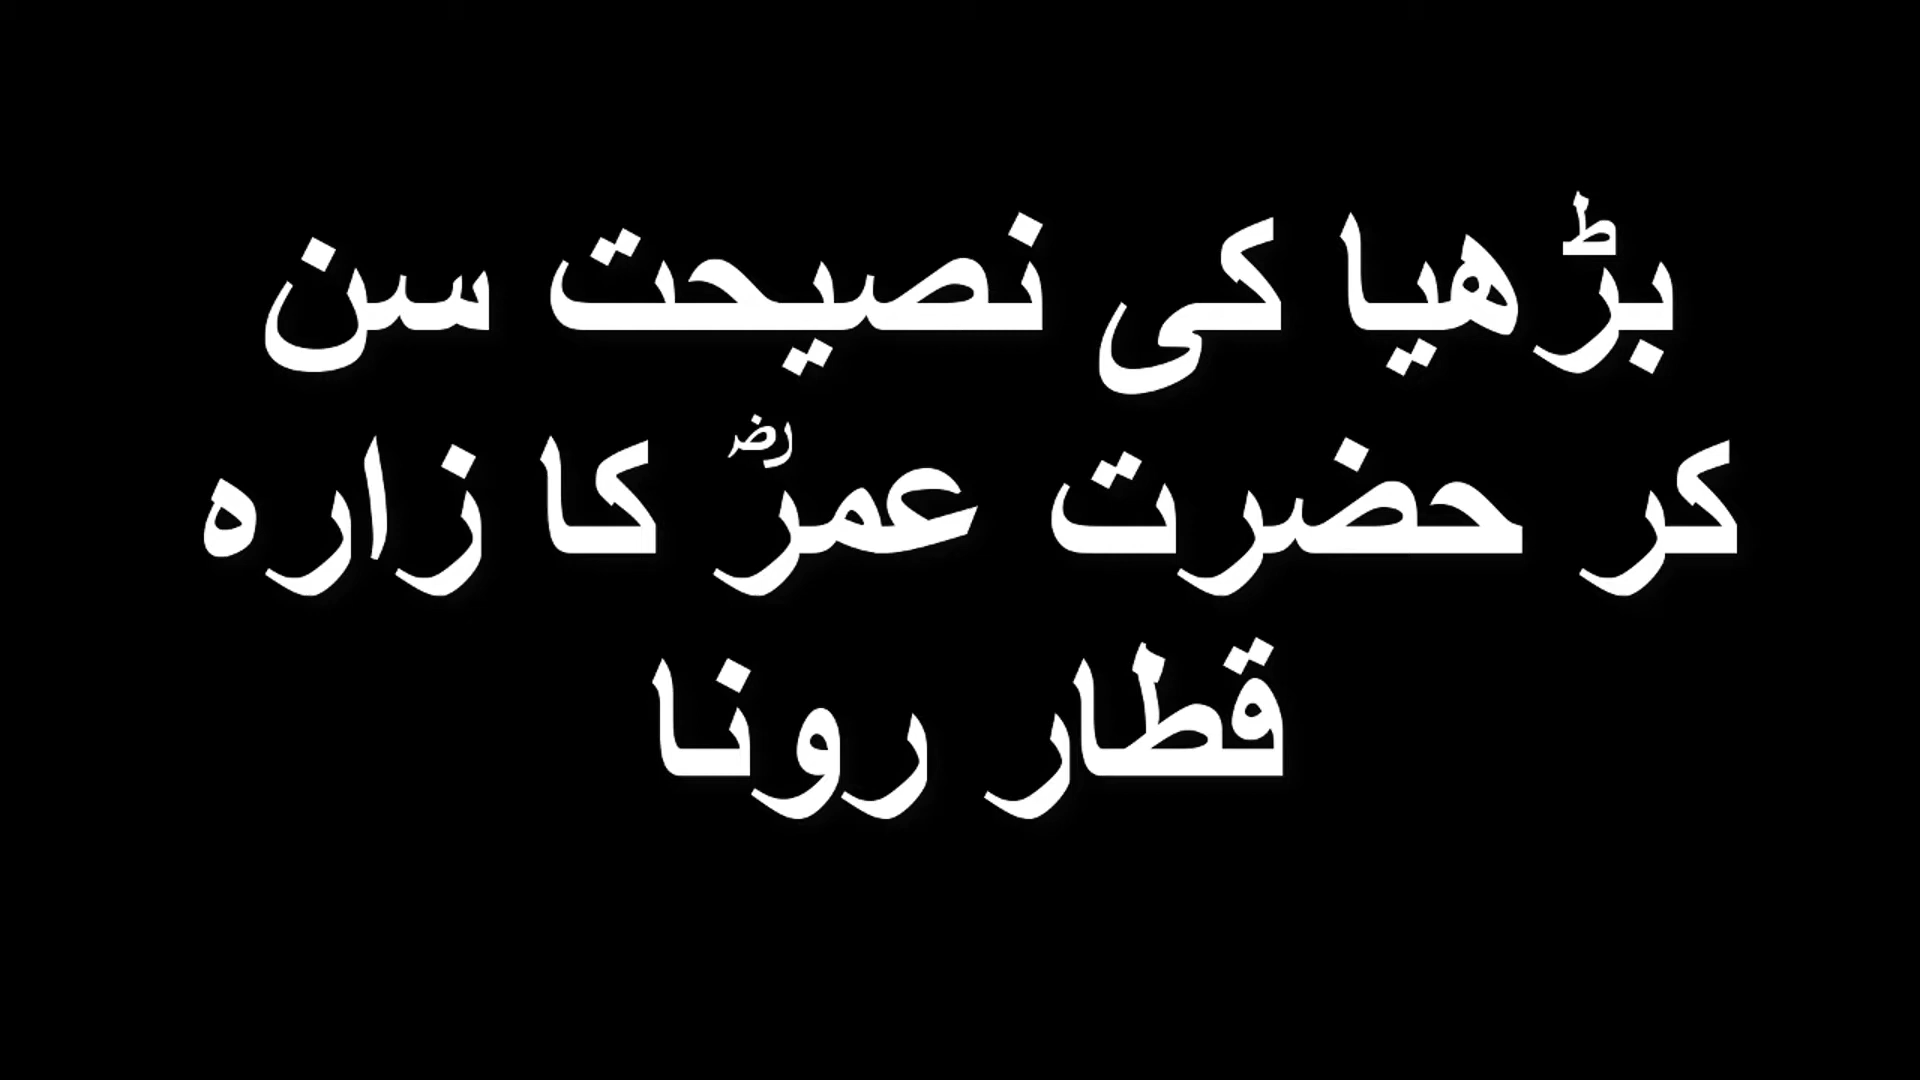 بڑھیا کی نصیحت سن
کر حضرت عمرؓ کا زارہ
قطار رونا